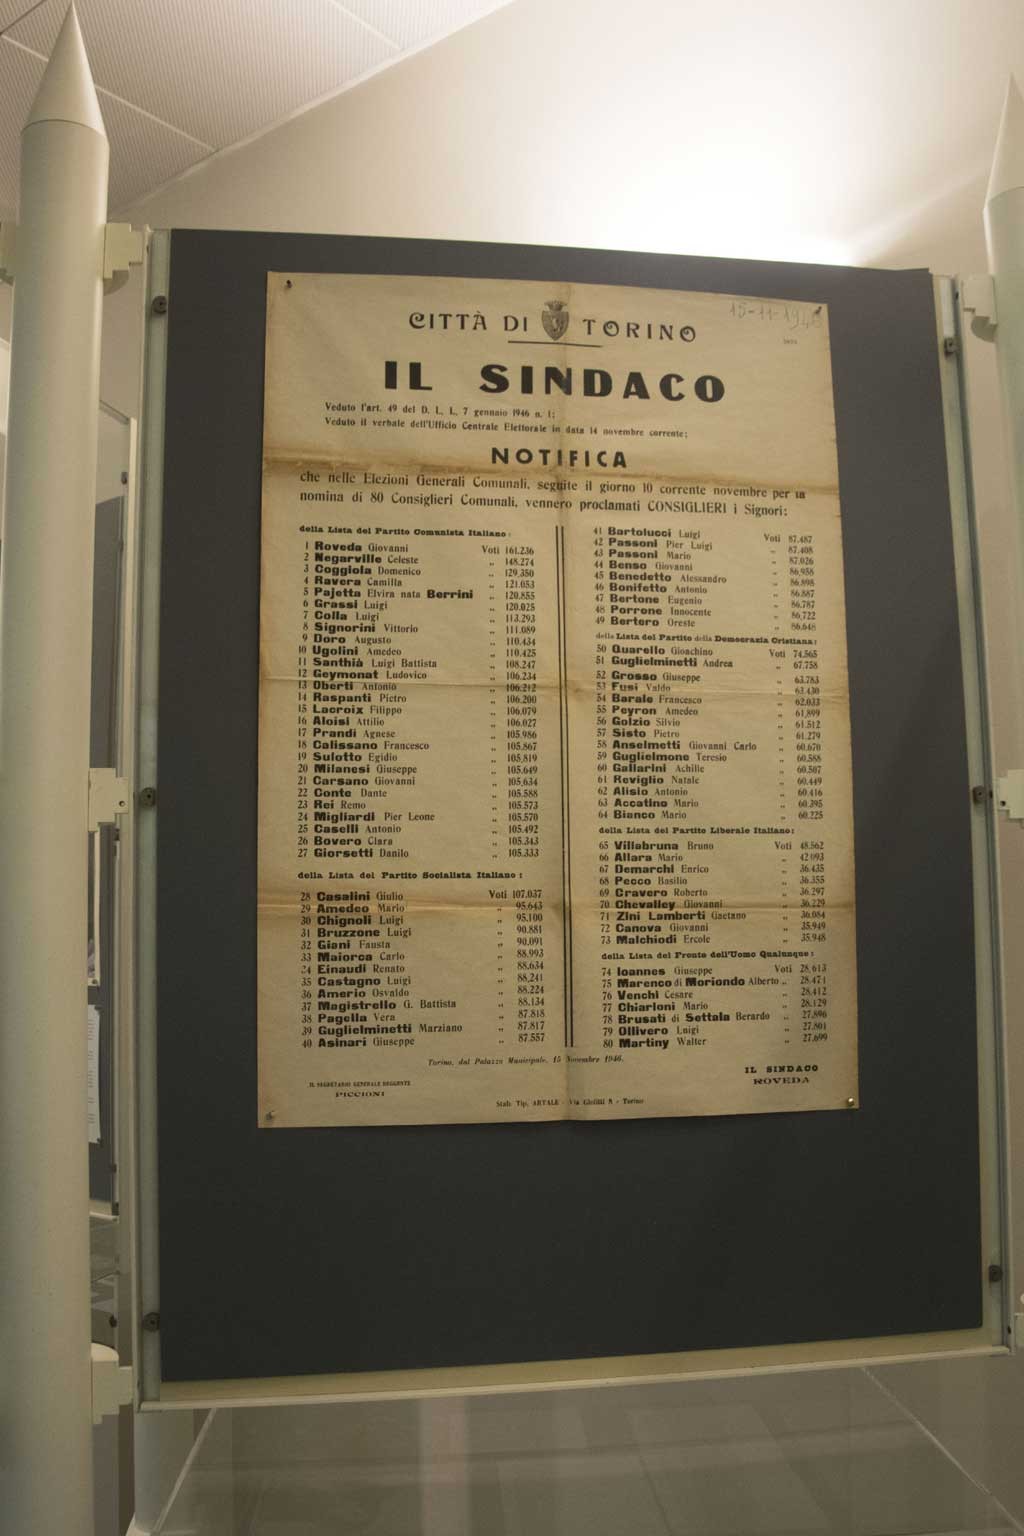 15-11-1946
CITTÀ DI TORINO
IL SINDACO
Veduto l'art. 49 del D. L. L. 7 gennaio 1946 n. 1;
Veduto il verbale dell'Ufficio Centrale Elettorale in data 14 novembre corrente;
NOTIFICA
che nelle Elezioni Generali Comunali, seguite il giorno 10 corrente novembre per la
nomina di 80 Consiglieri Comunali, vennero proclamati CONSIGLIERI i Signori:
della Lista del Partito Comunista Italiano:
1 Roveda Giovanni Voti 161.236
2 Negarville Celeste „ 148.274
3 Coggiola Domenico „ 129.350
4 Ravera Camilla „ 121.053
5 Pajetta Elvira nata Berrini „ 120.855
6 Grassi Luigi „ 120.025
7 Colla Luigi „ 113.293
8 Signorini Vittorio „ 111.089
9 Doro Augusto „ 110.434
10 Ugolini Amedeo „ 110.425
11 Santhià Luigi Battista „ 108.247
12 Geymonat Ludovico „ 106.234
13 Oberti Antonio „ 106.212
14 Raspanti Pietro „ 106.200
15 Lacroix Filippo „ 106.079
16 Aloisi Attilio „ 106.027
17 Prandi Agnese „ 105.986
18 Calissano Francesco „ 105.867
19 Sulotto Egidio „ 105.819
20 Milanesi Giuseppe „ 105.649
21 Carsano Giovanni „ 105.634
22 Conte Dante „ 105.588
23 Rei Remo „ 105.573
24 Migliardi Pier Leone „ 105.570
25 Caselli Antonio „ 105.492
26 Bovero Clara „ 105.343
27 Giorsetti Danilo „ 105.333
della Lista del Partito Socialista Italiano:
28 Casalini Giulio Voti 107.037
29 Amedeo Mario „ 95.643
30 Chignoli Luigi „ 95.100
31 Bruzzone Luigi „ 90.881
32 Giani Fausta „ 90.091
33 Maiorca Carlo „ 88.993
34 Einaudi Renato „ 88.634
35 Castagno Luigi „ 88.241
36 Amerio Osvaldo „ 88.224
37 Magistrello G. Battista „ 88.134
38 Pagella Vera „ 87.818
39 Guglielminetti Marziano „ 87.817
40 Asinari Giuseppe „ 87.557
41 Bartolucci Luigi Voti 87.487
42 Passoni Pier Luigi „ 87.408
43 Passoni Mario „ 87.026
44 Benso Giovanni „ 86.958
45 Benedetto Alessandro „ 86.898
46 Bonifetto Antonio „ 86.887
47 Bertone Eugenio „ 86.787
48 Porrone Innocente „ 86.722
49 Bertero Oreste „ 86.648
della Lista del Partito della Democrazia Cristiana:
50 Quarello Gioachino Voti 74.565
51 Guglielminetti Andrea „ 67.758
52 Grosso Giuseppe „ 63.783
53 Fusi Valdo „ 63.430
54 Barale Francesco „ 62.033
55 Peyron Amedeo „ 61.899
56 Golzio Silvio „ 61.512
57 Sisto Pietro „ 61.279
58 Anselmetti Giovanni Carlo „ 60.670
59 Guglielmone Teresio „ 60.588
60 Gallarini Achille „ 60.507
61 Reviglio Natale „ 60.449
62 Alisio Antonio „ 60.416
63 Accatino Mario „ 60.395
64 Bianco Mario „ 60.225
della Lista del Partito Liberale Italiano:
65 Villabruna Bruno Voti 48.562
66 Allara Mario „ 42.093
67 Demarchi Enrico „ 36.435
68 Pecco Basilio „ 36.355
69 Cravero Roberto „ 36.297
70 Chevalley Giovanni „ 36.229
71 Zini Lamberti Gaetano „ 36.084
72 Canova Giovanni „ 35.949
73 Malchiodi Ercole „ 35.948
della Lista del Fronte dell'Uomo Qualunque:
74 Ioannes Giuseppe Voti 28.613
75 Marenco di Moriondo Alberto „ 28.471
76 Venchi Cesare „ 28.412
77 Chiarloni Mario „ 28.129
78 Brusati di Settala Berardo „ 27.896
79 Ollivero Luigi „ 27.801
80 Martiny Walter „ 27.699
Torino, dal Palazzo Municipale, 15 Novembre 1946.
IL SEGRETARIO GENERALE REGGENTE
PICCIONI
IL SINDACO
ROVEDA
Stab. Tip. ARTALE - Via Gioliti 8 - Torino